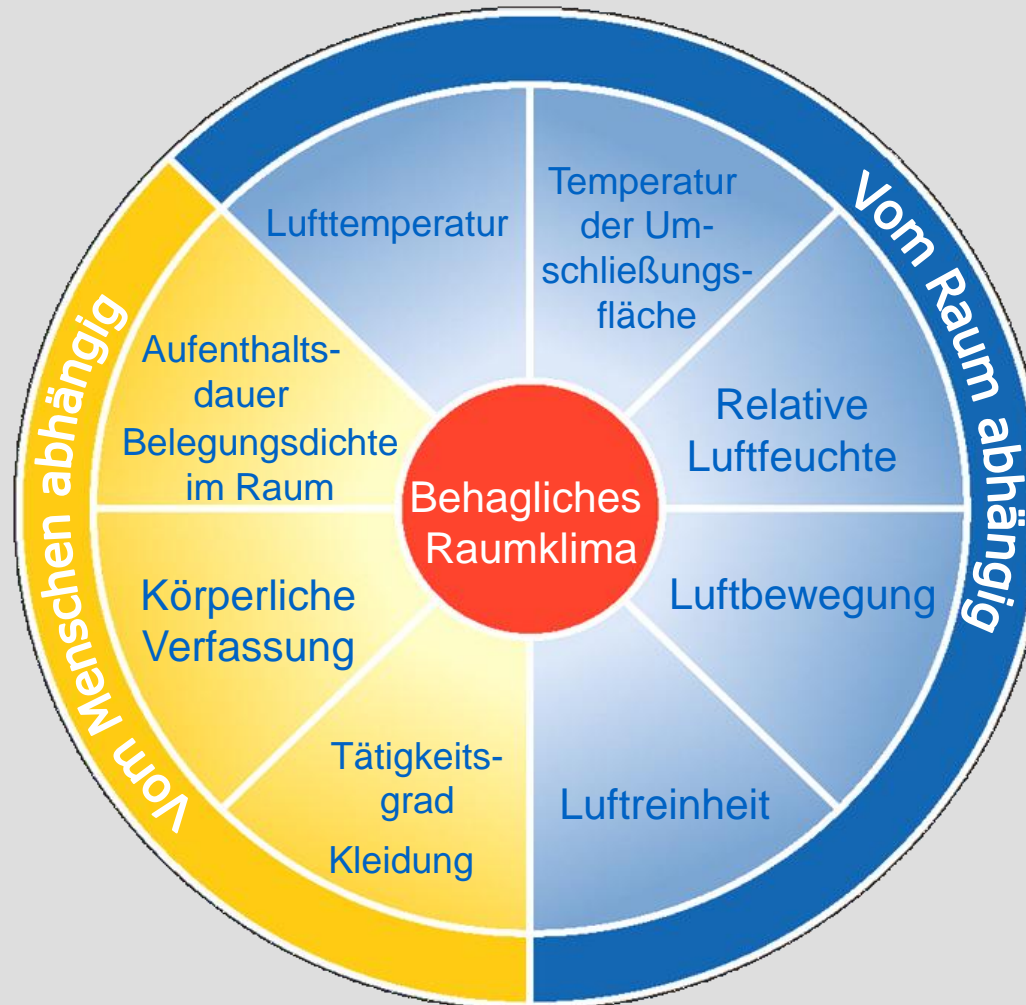 Vom Raum abhängig
Vom Menschen abhängig
Lufttemperatur
Temperatur
der Um-
schließungs-
fläche
Relative
Luftfeuchte
Luftbewegung
Luftreinheit
Tätigkeits-
grad
Kleidung
Körperliche
Verfassung
Aufenthalts-
dauer
Belegungsdichte
im Raum
Behagliches
Raumklima